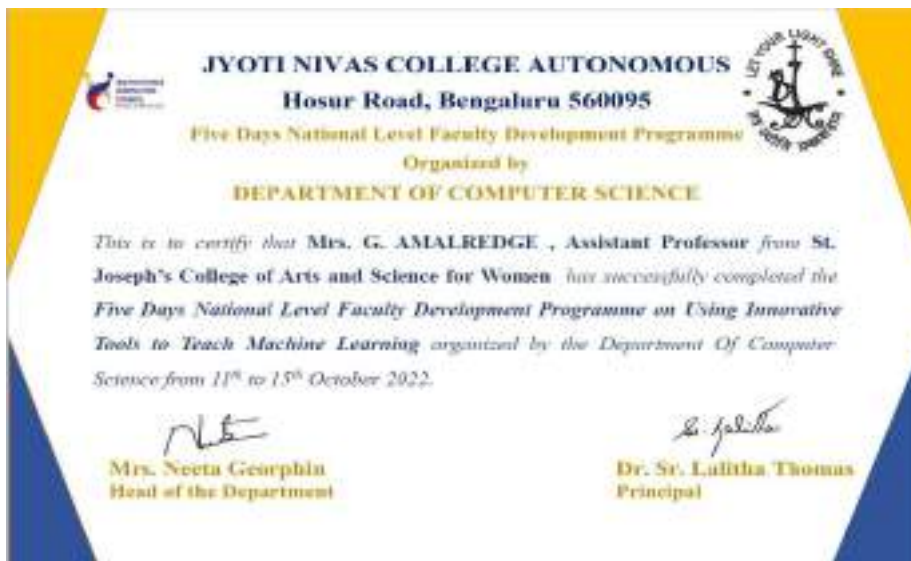 JYOTI NIVAS COLLEGE AUTONOMOUS
Hosur Road, Bengaluru 560095
Five Days National Level Faculty Development Programme
Organized by
DEPARTMENT OF COMPUTER SCIENCE
LET YOUR LIGHT SHINE
This is to certify that Mrs. G. AMALREDGE , Assistant Professor from St.
Joseph's College of Arts and Science for Women has successfully completed the
Five Days National Level Faculty Development Programme on Using Innovative
Tools to Teach Machine Learning organized by the Department Of Computer
Science from 11th to 15th October 2022.
Mrs. Neeta Georphin
Head of the Department
Dr. Sr. Lalitha Thomas
Principal